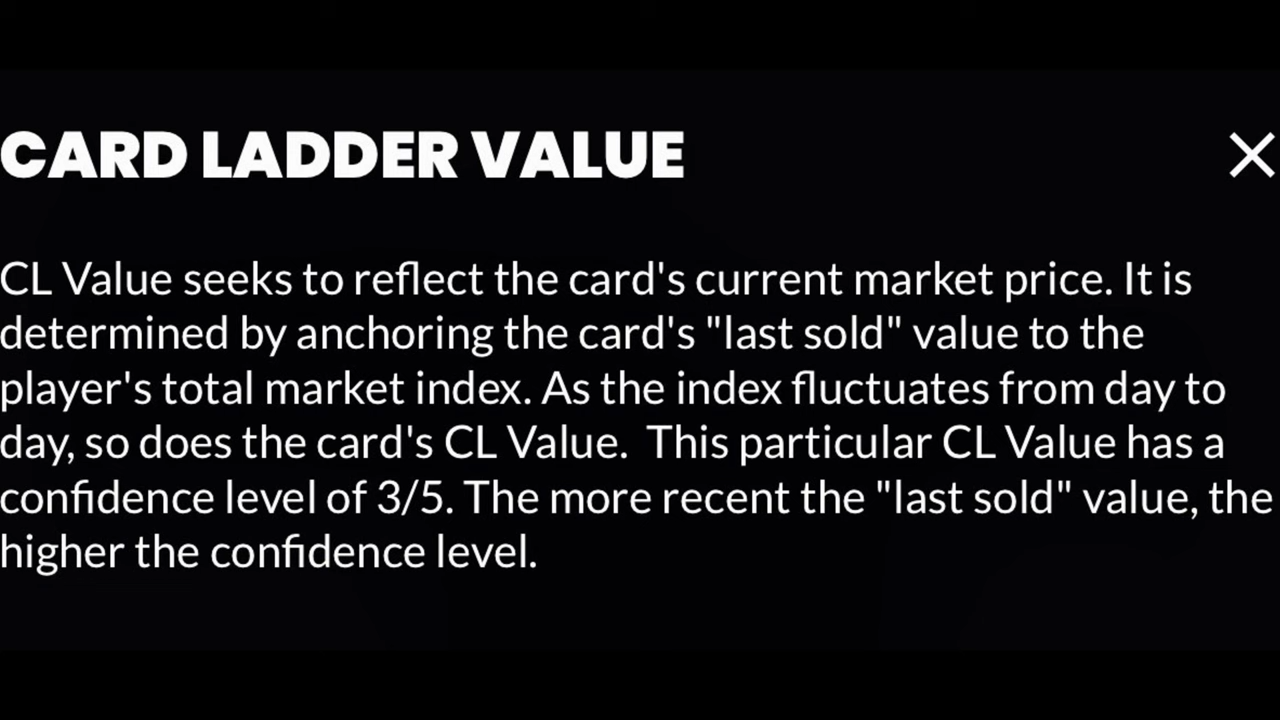 CARD LADDER VALUE
CL Value seeks to reflect the card's current market price. It is
determined by anchoring the card's "last sold" value to the
player's total market index. As the index fluctuates from day to
day, so does the card's CL Value.  This particular CL Value has a
confidence level of 3/5. The more recent the "last sold" value, the
higher the confidence level.